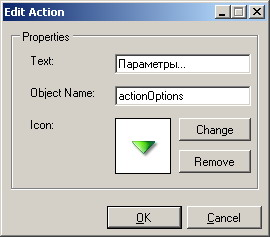 Edit Action
Properties
Text:
Параметры...
Object Name:
actionOptions
Icon:
Change
Remove
OK
Cancel